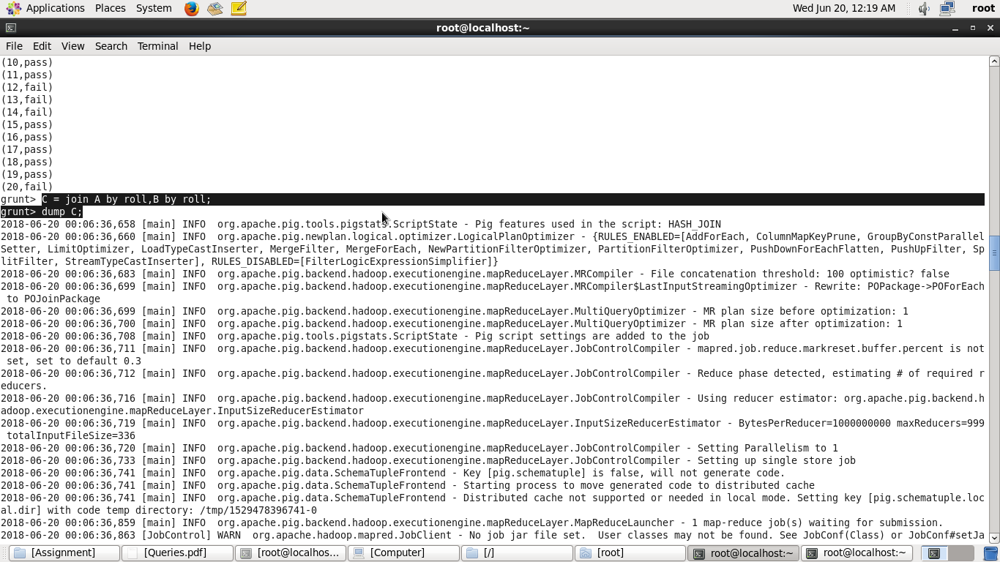 Applications Places System Wed Jun 20, 12:19 AM root
root@localhost:~
File Edit View Search Terminal Help
(10,pass)
(11,pass)
(12,fail)
(13,fail)
(14,fail)
(15,pass)
(16,pass)
(17,pass)
(18,pass)
(19,pass)
(20,fail)
grunt> C = join A by roll,B by roll;
grunt> dump C;
2018-06-20 00:06:36,658 [main] INFO  org.apache.pig.tools.pigstats.ScriptState - Pig features used in the script: HASH_JOIN
2018-06-20 00:06:36,660 [main] INFO  org.apache.pig.newplan.logical.optimizer.LogicalPlanOptimizer - {RULES_ENABLED=[AddForEach, ColumnMapKeyPrune, GroupByConstParallel
Setter, LimitOptimizer, LoadTypeCastInserter, MergeFilter, MergeForEach, NewPartitionFilterOptimizer, PartitionFilterOptimizer, PushDownForEachFlatten, PushUpFilter, Sp
litFilter, StreamTypeCastInserter], RULES_DISABLED=[FilterLogicExpressionSimplifier]}
2018-06-20 00:06:36,683 [main] INFO  org.apache.pig.backend.hadoop.executionengine.mapReduceLayer.MRCompiler - File concatenation threshold: 100 optimistic? false
2018-06-20 00:06:36,699 [main] INFO  org.apache.pig.backend.hadoop.executionengine.mapReduceLayer.MRCompiler$LastInputStreamingOptimizer - Rewrite: POPackage->POForEach
 to POJoinPackage
2018-06-20 00:06:36,699 [main] INFO  org.apache.pig.backend.hadoop.executionengine.mapReduceLayer.MultiQueryOptimizer - MR plan size before optimization: 1
2018-06-20 00:06:36,700 [main] INFO  org.apache.pig.backend.hadoop.executionengine.mapReduceLayer.MultiQueryOptimizer - MR plan size after optimization: 1
2018-06-20 00:06:36,708 [main] INFO  org.apache.pig.tools.pigstats.ScriptState - Pig script settings are added to the job
2018-06-20 00:06:36,711 [main] INFO  org.apache.pig.backend.hadoop.executionengine.mapReduceLayer.JobControlCompiler - mapred.job.reduce.markreset.buffer.percent is not
 set, set to default 0.3
2018-06-20 00:06:36,712 [main] INFO  org.apache.pig.backend.hadoop.executionengine.mapReduceLayer.JobControlCompiler - Reduce phase detected, estimating # of required r
educers.
2018-06-20 00:06:36,716 [main] INFO  org.apache.pig.backend.hadoop.executionengine.mapReduceLayer.JobControlCompiler - Using reducer estimator: org.apache.pig.backend.h
adoop.executionengine.mapReduceLayer.InputSizeReducerEstimator
2018-06-20 00:06:36,719 [main] INFO  org.apache.pig.backend.hadoop.executionengine.mapReduceLayer.InputSizeReducerEstimator - BytesPerReducer=1000000000 maxReducers=999
 totalInputFileSize=336
2018-06-20 00:06:36,720 [main] INFO  org.apache.pig.backend.hadoop.executionengine.mapReduceLayer.JobControlCompiler - Setting Parallelism to 1
2018-06-20 00:06:36,733 [main] INFO  org.apache.pig.backend.hadoop.executionengine.mapReduceLayer.JobControlCompiler - Setting up single store job
2018-06-20 00:06:36,741 [main] INFO  org.apache.pig.data.SchemaTupleFrontend - Key [pig.schematuple] is false, will not generate code.
2018-06-20 00:06:36,741 [main] INFO  org.apache.pig.data.SchemaTupleFrontend - Starting process to move generated code to distributed cache
2018-06-20 00:06:36,741 [main] INFO  org.apache.pig.data.SchemaTupleFrontend - Distributed cache not supported or needed in local mode. Setting key [pig.schematuple.loc
al.dir] with code temp directory: /tmp/1529478396741-0
2018-06-20 00:06:36,859 [main] INFO  org.apache.pig.backend.hadoop.executionengine.mapReduceLayer.MapReduceLauncher - 1 map-reduce job(s) waiting for submission.
2018-06-20 00:06:36,863 [JobControl] WARN  org.apache.hadoop.mapred.JobClient - No job jar file set.  User classes may not be found. See JobConf(Class) or JobConf#setJa
[Assignment] [Queries.pdf] [root@localhos... [Computer] [/] [root] root@localhost:~ root@localhost:~